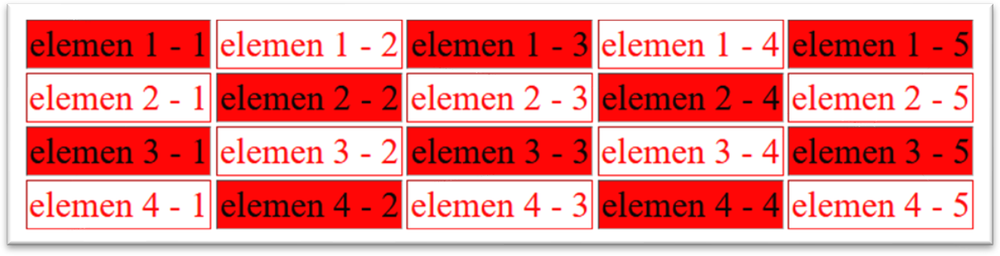 elemen 1 - 1 elemen 1 - 2 elemen 1 - 3 elemen 1 - 4 elemen 1 - 5
elemen 2 - 1 elemen 2 - 2 elemen 2 - 3 elemen 2 - 4 elemen 2 - 5
elemen 3 - 1 elemen 3 - 2 elemen 3 - 3 elemen 3 - 4 elemen 3 - 5
elemen 4 - 1 elemen 4 - 2 elemen 4 - 3 elemen 4 - 4 elemen 4 - 5